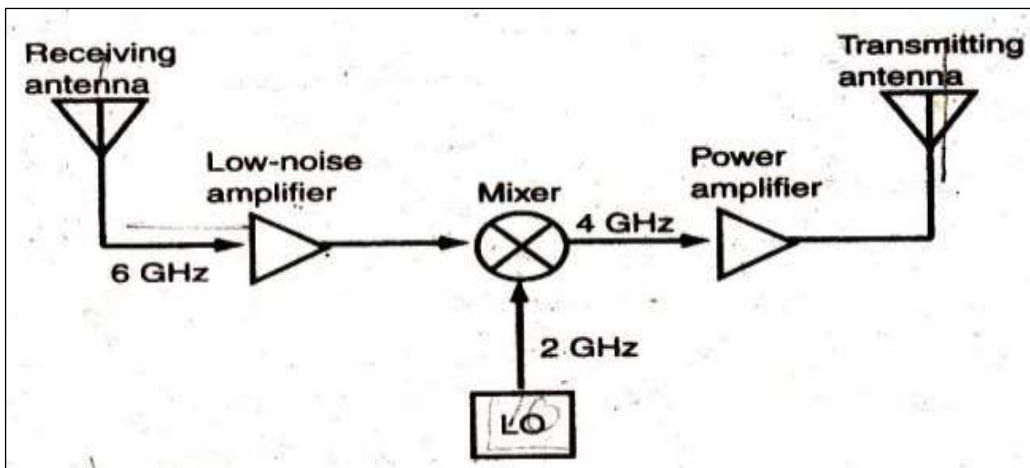 Receiving
antenna
Transmitting
antenna
Low-noise
amplifier
Mixer
Power
amplifier
6 GHz
4 GHz
2 GHz
LO